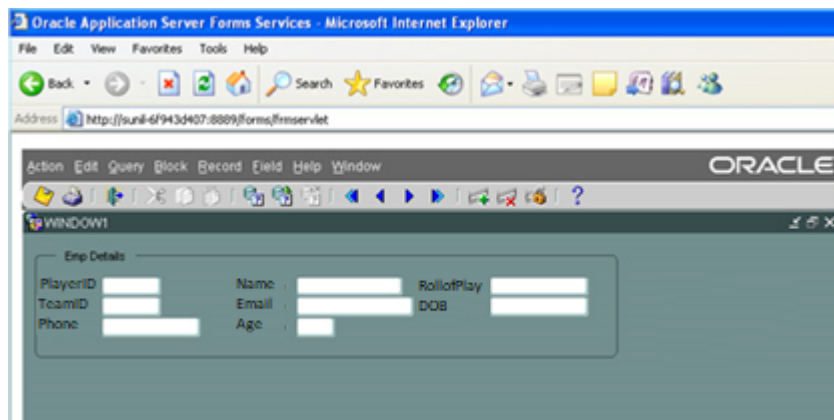 Oracle Application Server Forms Services - Microsoft Internet Explorer
File Edit View Favorites Tools Help
Back Search Favorites
Address http://sunil-6f943d407:8889/forms/frmservlet
Action Edit Query Block Record Field Help Window ORACLE
?
WINDOW1
Emp Details
PlayerID Name : RollofPlay
TeamID Email : DOB
Phone Age :